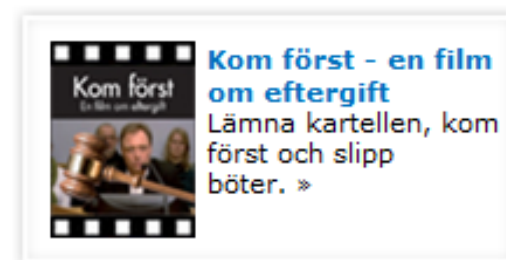 Kom först
En film om eftergift
Kom först - en film
om eftergift
Lämna kartellen, kom
först och slipp
böter. »